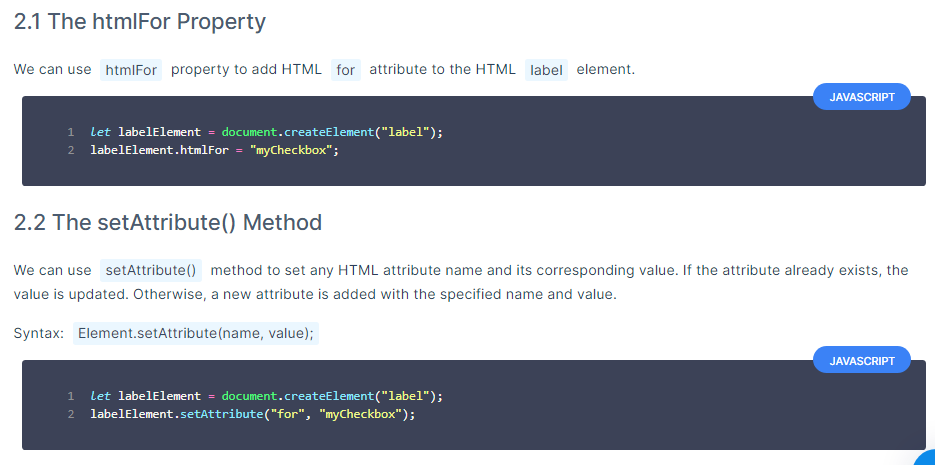 2.1 The htmlFor Property
We can use htmlFor property to add HTML for attribute to the HTML label element.
JAVASCRIPT
1 let labelElement = document.createElement("label");
2 labelElement.htmlFor = "myCheckbox";
2.2 The setAttribute() Method
We can use setAttribute() method to set any HTML attribute name and its corresponding value. If the attribute already exists, the
value is updated. Otherwise, a new attribute is added with the specified name and value.
Syntax: Element.setAttribute(name, value);
JAVASCRIPT
1 let labelElement = document.createElement("label");
2 labelElement.setAttribute("for", "myCheckbox");